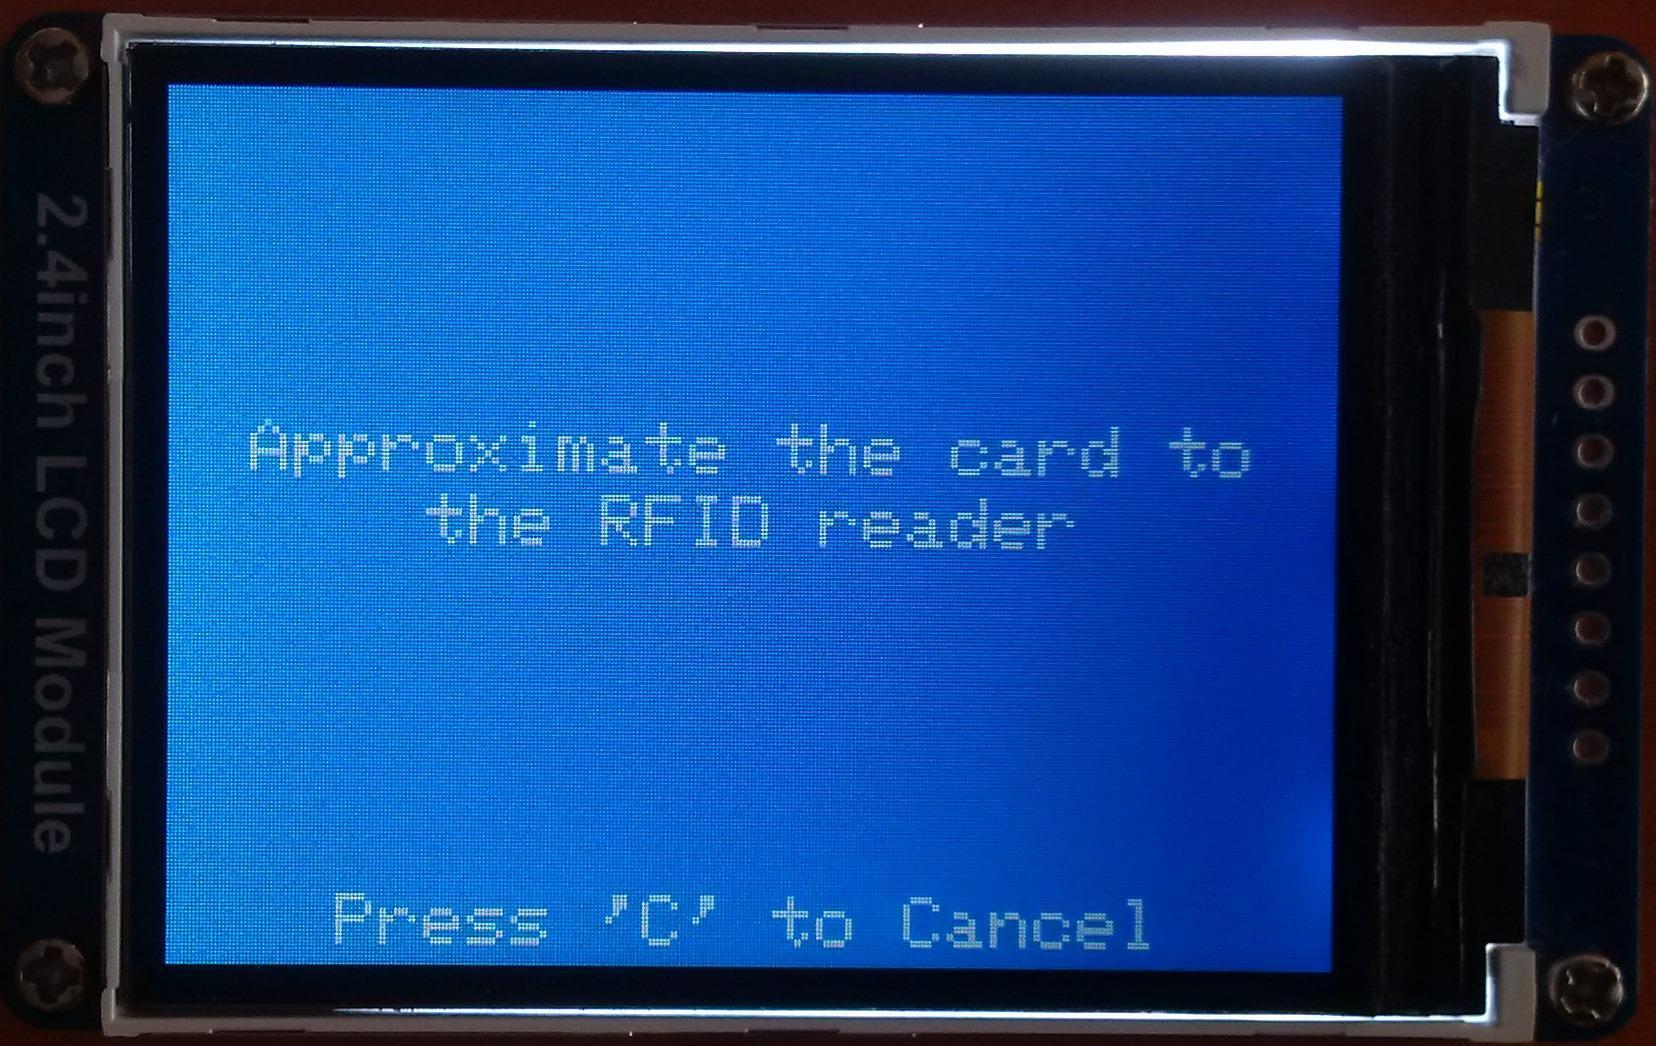 2.4inch LCD Module
Approximate the card to
the RFID reader
Press 'C' to Cancel